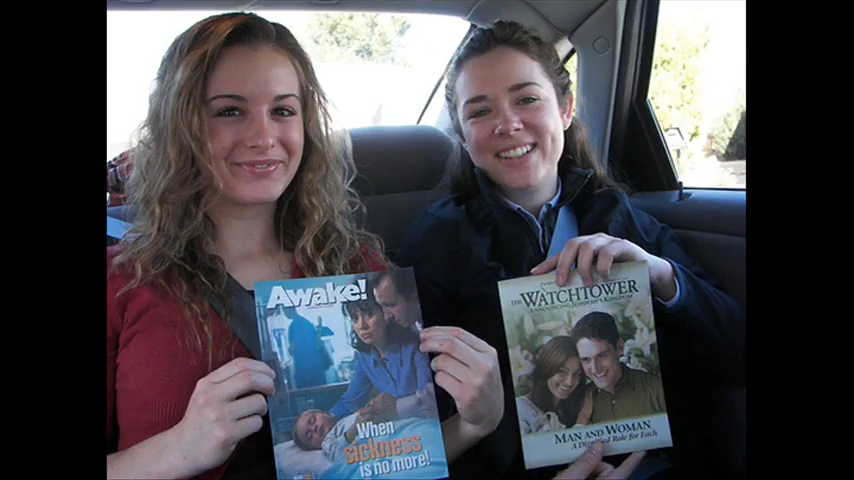 Awake!
When
sickness
is no more!
THE WATCHTOWER
ANNOUNCING JEHOVAH'S KINGDOM
MAN AND WOMAN
A Dignified Role for Each